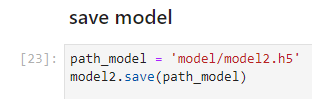 save model
[23]: path_model = 'model/model2.h5'
model2.save(path_model)